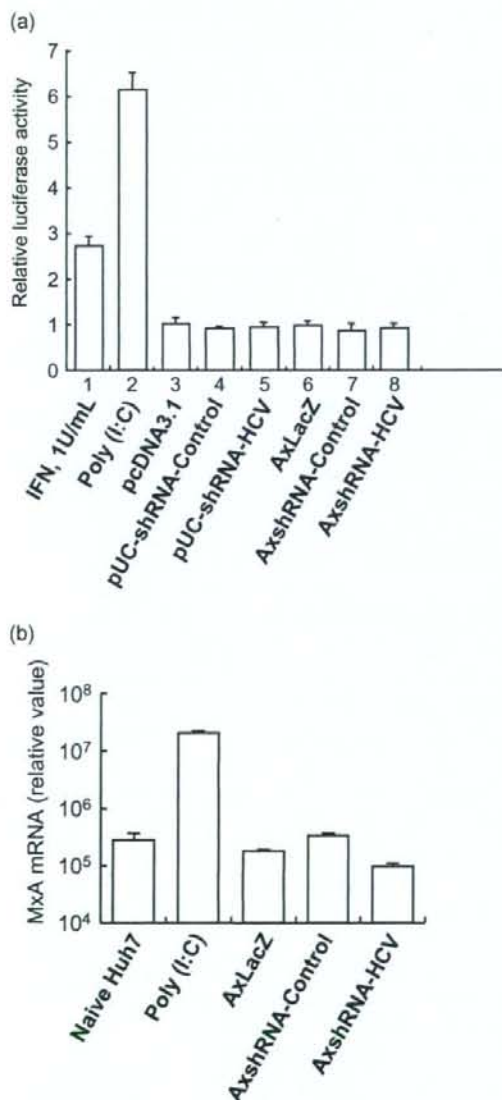 (a)
Relative luciferase activity
7
6
5
4
3
2
1
0
1 2 3 4 5 6 7 8
IFN, 1U/mL
Poly (I:C)
pcDNA3.1
pUC-shRNA-Control
pUC-shRNA-HCV
AxLacZ
AxshRNA-Control
AxshRNA-HCV
(b)
MxA mRNA (relative value)
10⁸
10⁷
10⁶
10⁵
10⁴
Naive Huh7
Poly (I:C)
AxLacZ
AxshRNA-Control
AxshRNA-HCV